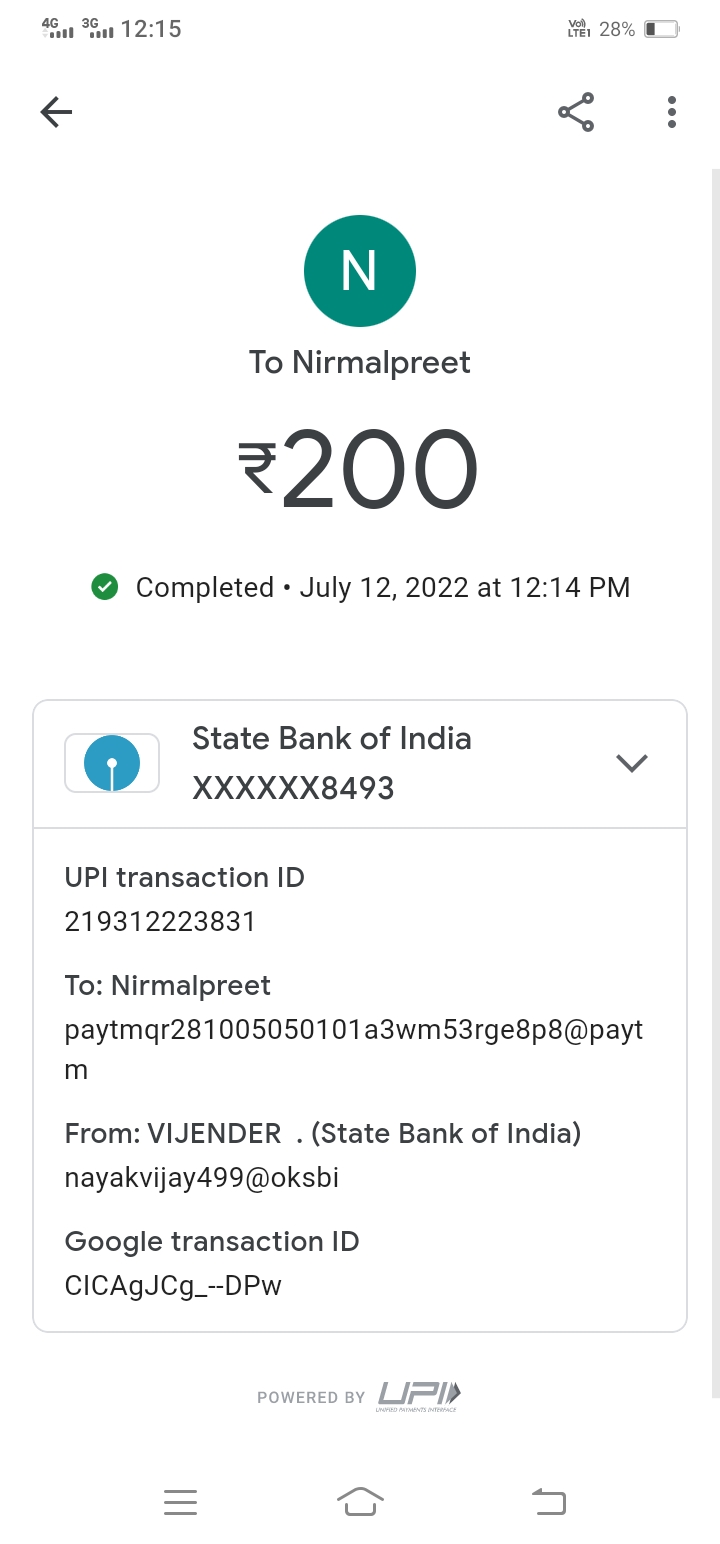 4G 3G 12:15 Vo) LTE1 28%
N
To Nirmalpreet
₹200
Completed • July 12, 2022 at 12:14 PM
State Bank of India
XXXXXX8493
UPI transaction ID
219312223831
To: Nirmalpreet
paytmqr281005050101a3wm53rge8p8@payt
m
From: VIJENDER . (State Bank of India)
nayakvijay499@oksbi
Google transaction ID
CICAgJCg_--DPw
POWERED BY UPI
UNIFIED PAYMENTS INTERFACE